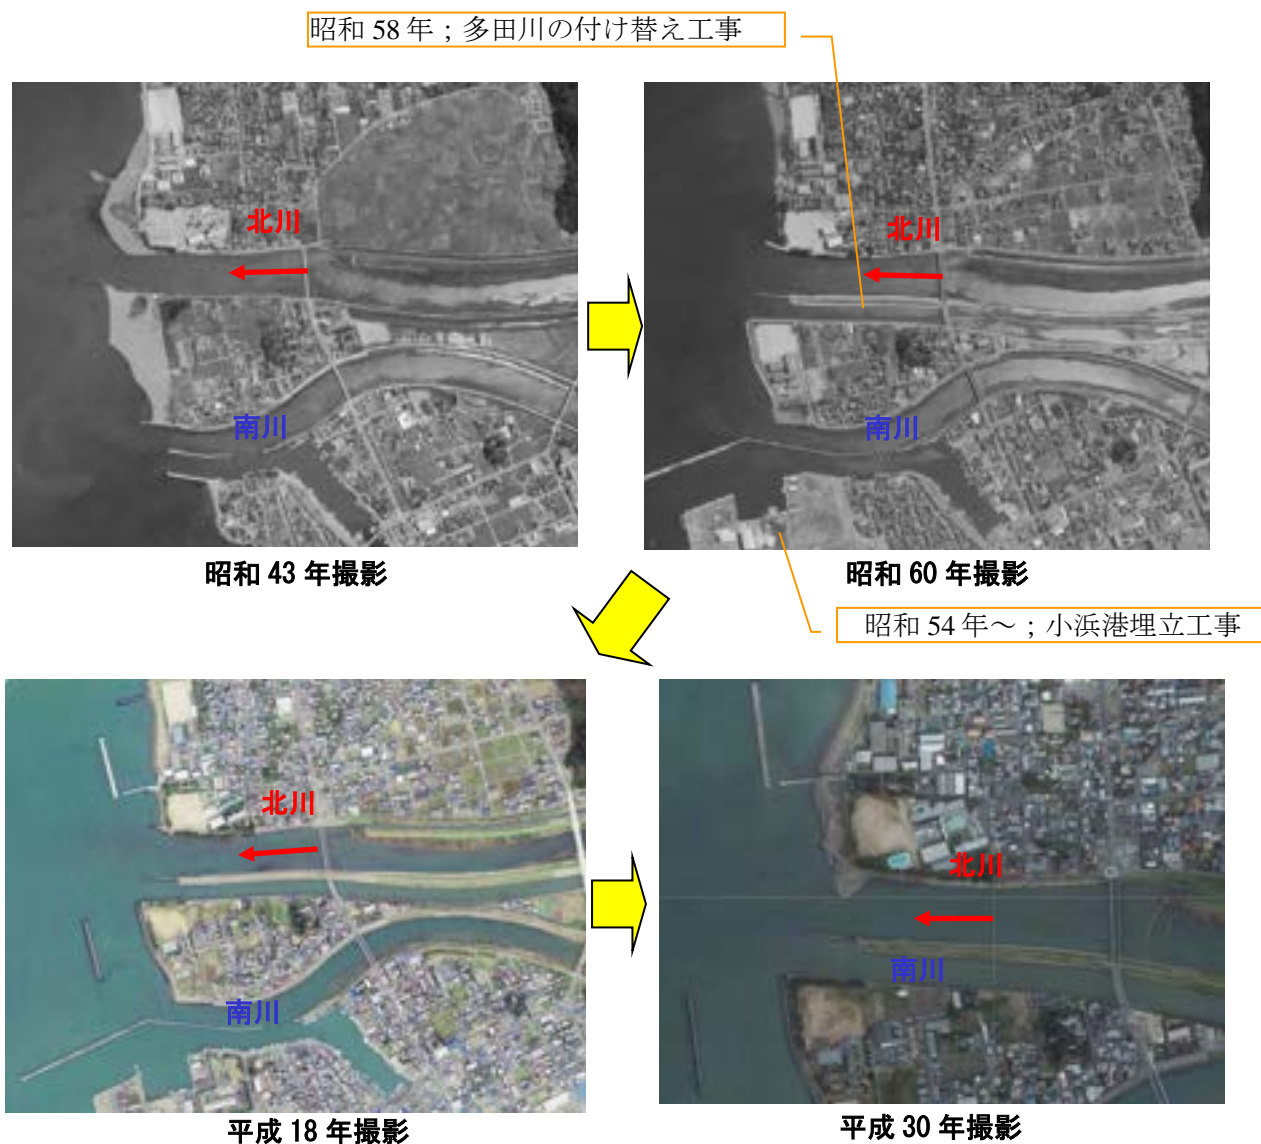 昭和 58 年；多田川の付け替え工事
北川
南川
昭和 43 年撮影
北川
南川
昭和 60 年撮影
昭和 54 年～；小浜港埋立工事
北川
南川
平成 18 年撮影
北川
南川
平成 30 年撮影